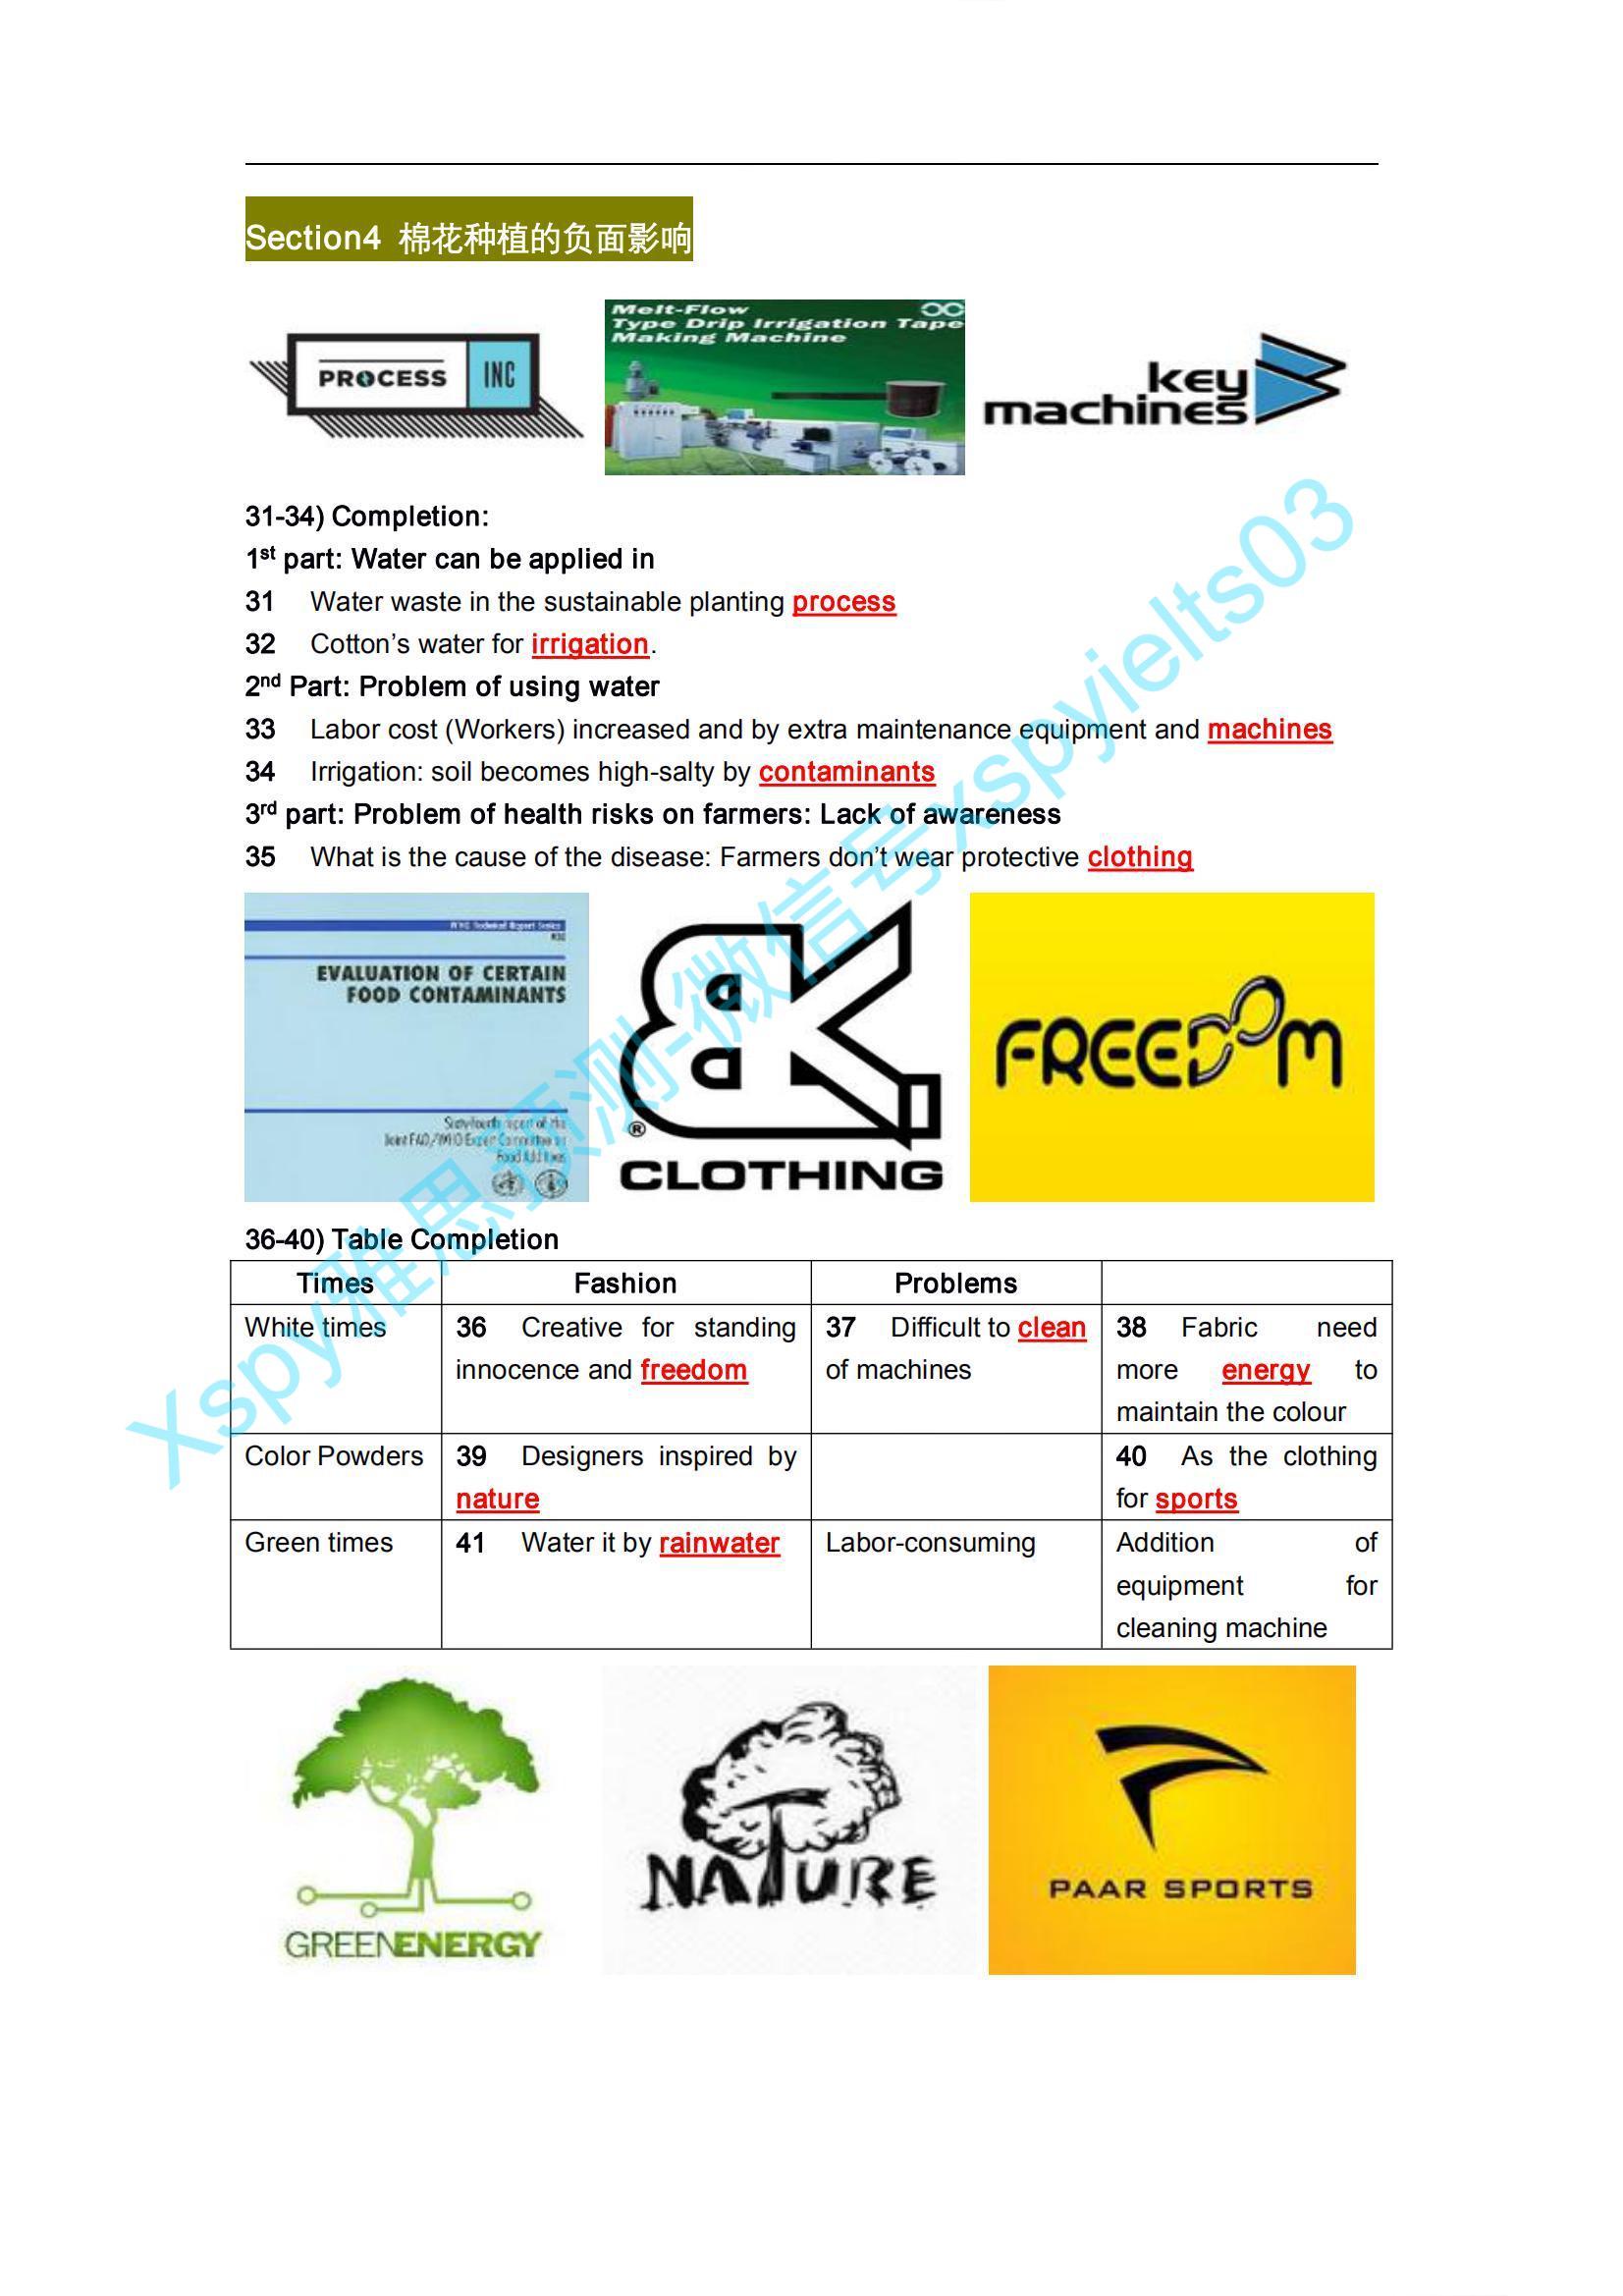 Section4 棉花种植的负面影响
PROCESS INC
Melt-Flow
Type Drip Irrigation Tape
Making Machine
key
machines
31-34) Completion:
1st part: Water can be applied in
31 Water waste in the sustainable planting process
32 Cotton's water for irrigation.
2nd Part: Problem of using water
33 Labor cost (Workers) increased and by extra maintenance equipment and machines
34 Irrigation: soil becomes high-salty by contaminants
3rd part: Problem of health risks on farmers: Lack of awareness
35 What is the cause of the disease: Farmers don't wear protective clothing
WHO Technical Report Series
EVALUATION OF CERTAIN
FOOD CONTAMINANTS
Sixty-fourth report of the
Joint FAO/WHO Expert Committee on
Food Additives
BK
®
CLOTHING
FREEDOM
36-40) Table Completion
Times Fashion Problems
White times 36 Creative for standing 37 Difficult to clean 38 Fabric need
innocence and freedom of machines more energy to
maintain the colour
Color Powders 39 Designers inspired by 40 As the clothing
nature for sports
Green times 41 Water it by rainwater Labor-consuming Addition of
equipment for
cleaning machine
GREENENERGY
NATURE
PAAR SPORTS
Xspy雅思预测-微信号xspyielts03